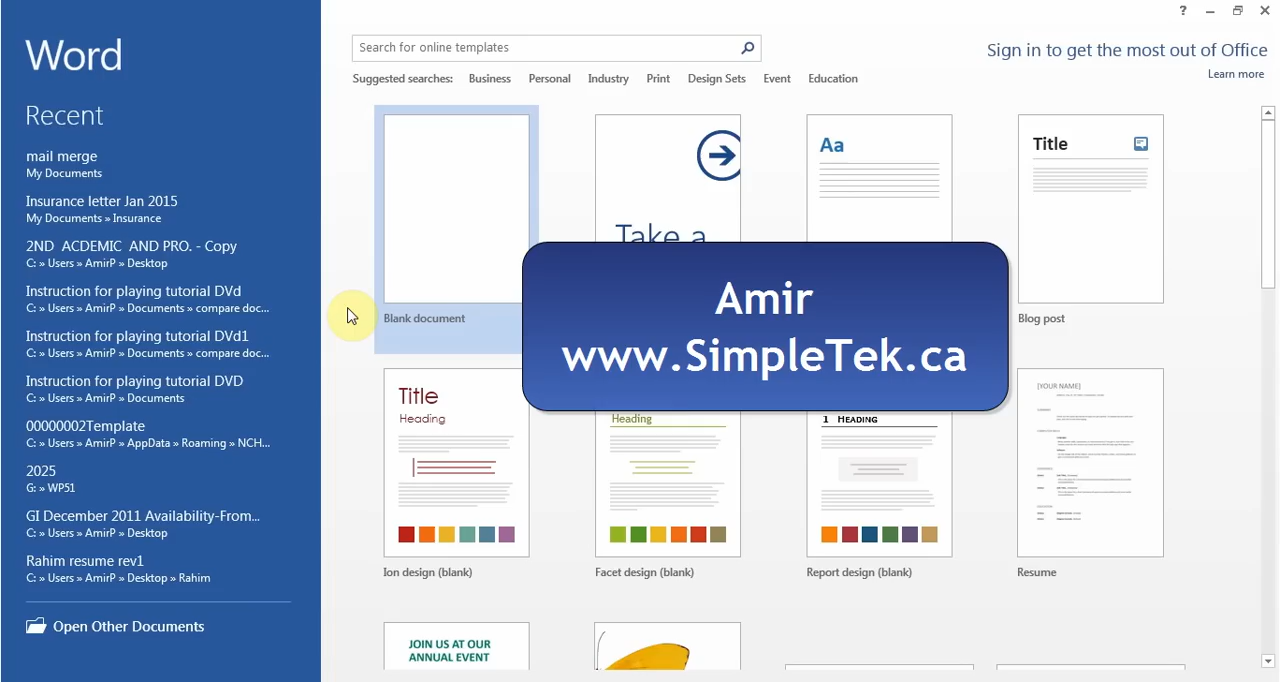 ?
Word
Recent
mail merge
My Documents
Insurance letter Jan 2015
My Documents » Insurance
2ND ACDEMIC AND PRO. - Copy
C: » Users » AmirP » Desktop
Instruction for playing tutorial DVd
C: » Users » AmirP » Documents » compare doc...
Instruction for playing tutorial DVd1
C: » Users » AmirP » Documents » compare doc...
Instruction for playing tutorial DVD
C: » Users » AmirP » Documents
00000002Template
C: » Users » AmirP » AppData » Roaming » NCH...
2025
G: » WP51
GI December 2011 Availability-From...
C: » Users » AmirP » Desktop
Rahim resume rev1
C: » Users » AmirP » Desktop » Rahim
Open Other Documents
Search for online templates
Sign in to get the most out of Office
Learn more
Suggested searches: Business Personal Industry Print Design Sets Event Education
Take a
Aa
Title
Blank document
Blog post
Amir
www.SimpleTek.ca
Title
Heading
Heading
1 HEADING
[YOUR NAME]
Ion design (blank)
Facet design (blank)
Report design (blank)
Resume
JOIN US AT OUR
ANNUAL EVENT